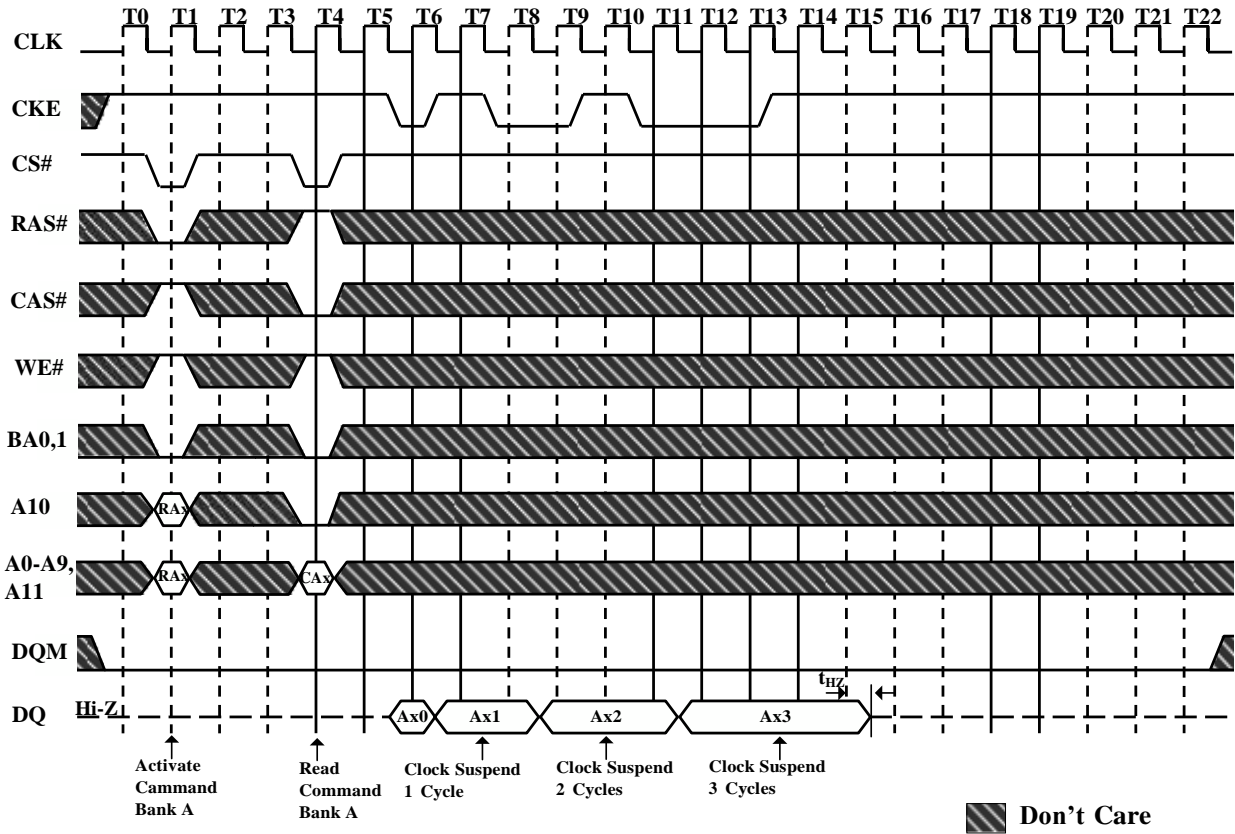 T0 T1 T2 T3 T4 T5 T6 T7 T8 T9 T10 T11 T12 T13 T14 T15 T16 T17 T18 T19 T20 T21 T22
CLK
CKE
CS#
RAS#
CAS#
WE#
BA0,1
A10 RAx
A0-A9,
A11 RAx CAx
DQM
tHZ
DQ Hi-Z Ax0 Ax1 Ax2 Ax3
Activate
Cammand
Bank A
Read
Command
Bank A
Clock Suspend
1 Cycle
Clock Suspend
2 Cycles
Clock Suspend
3 Cycles
Don't Care